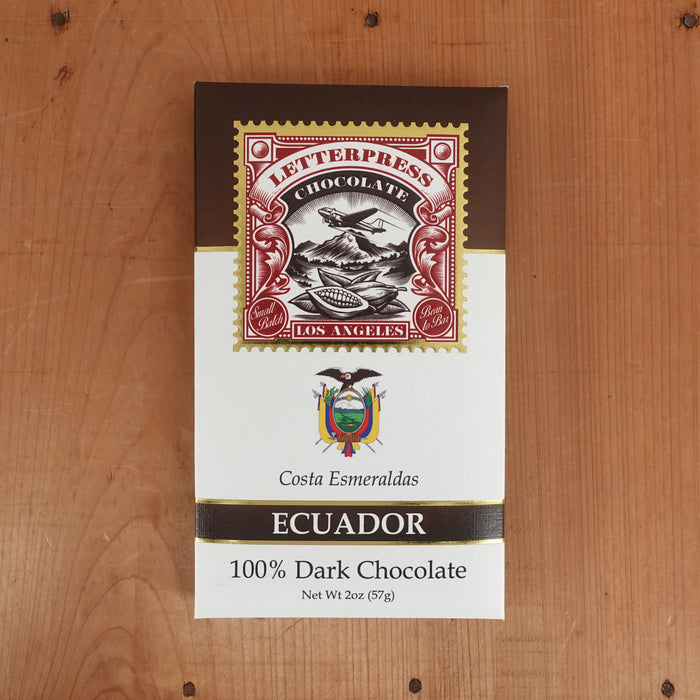 LETTERPRESS
CHOCOLATE
Small Batch
Bean to Bar
LOS ANGELES
Costa Esmeraldas
ECUADOR
100% Dark Chocolate
Net Wt 2oz (57g)